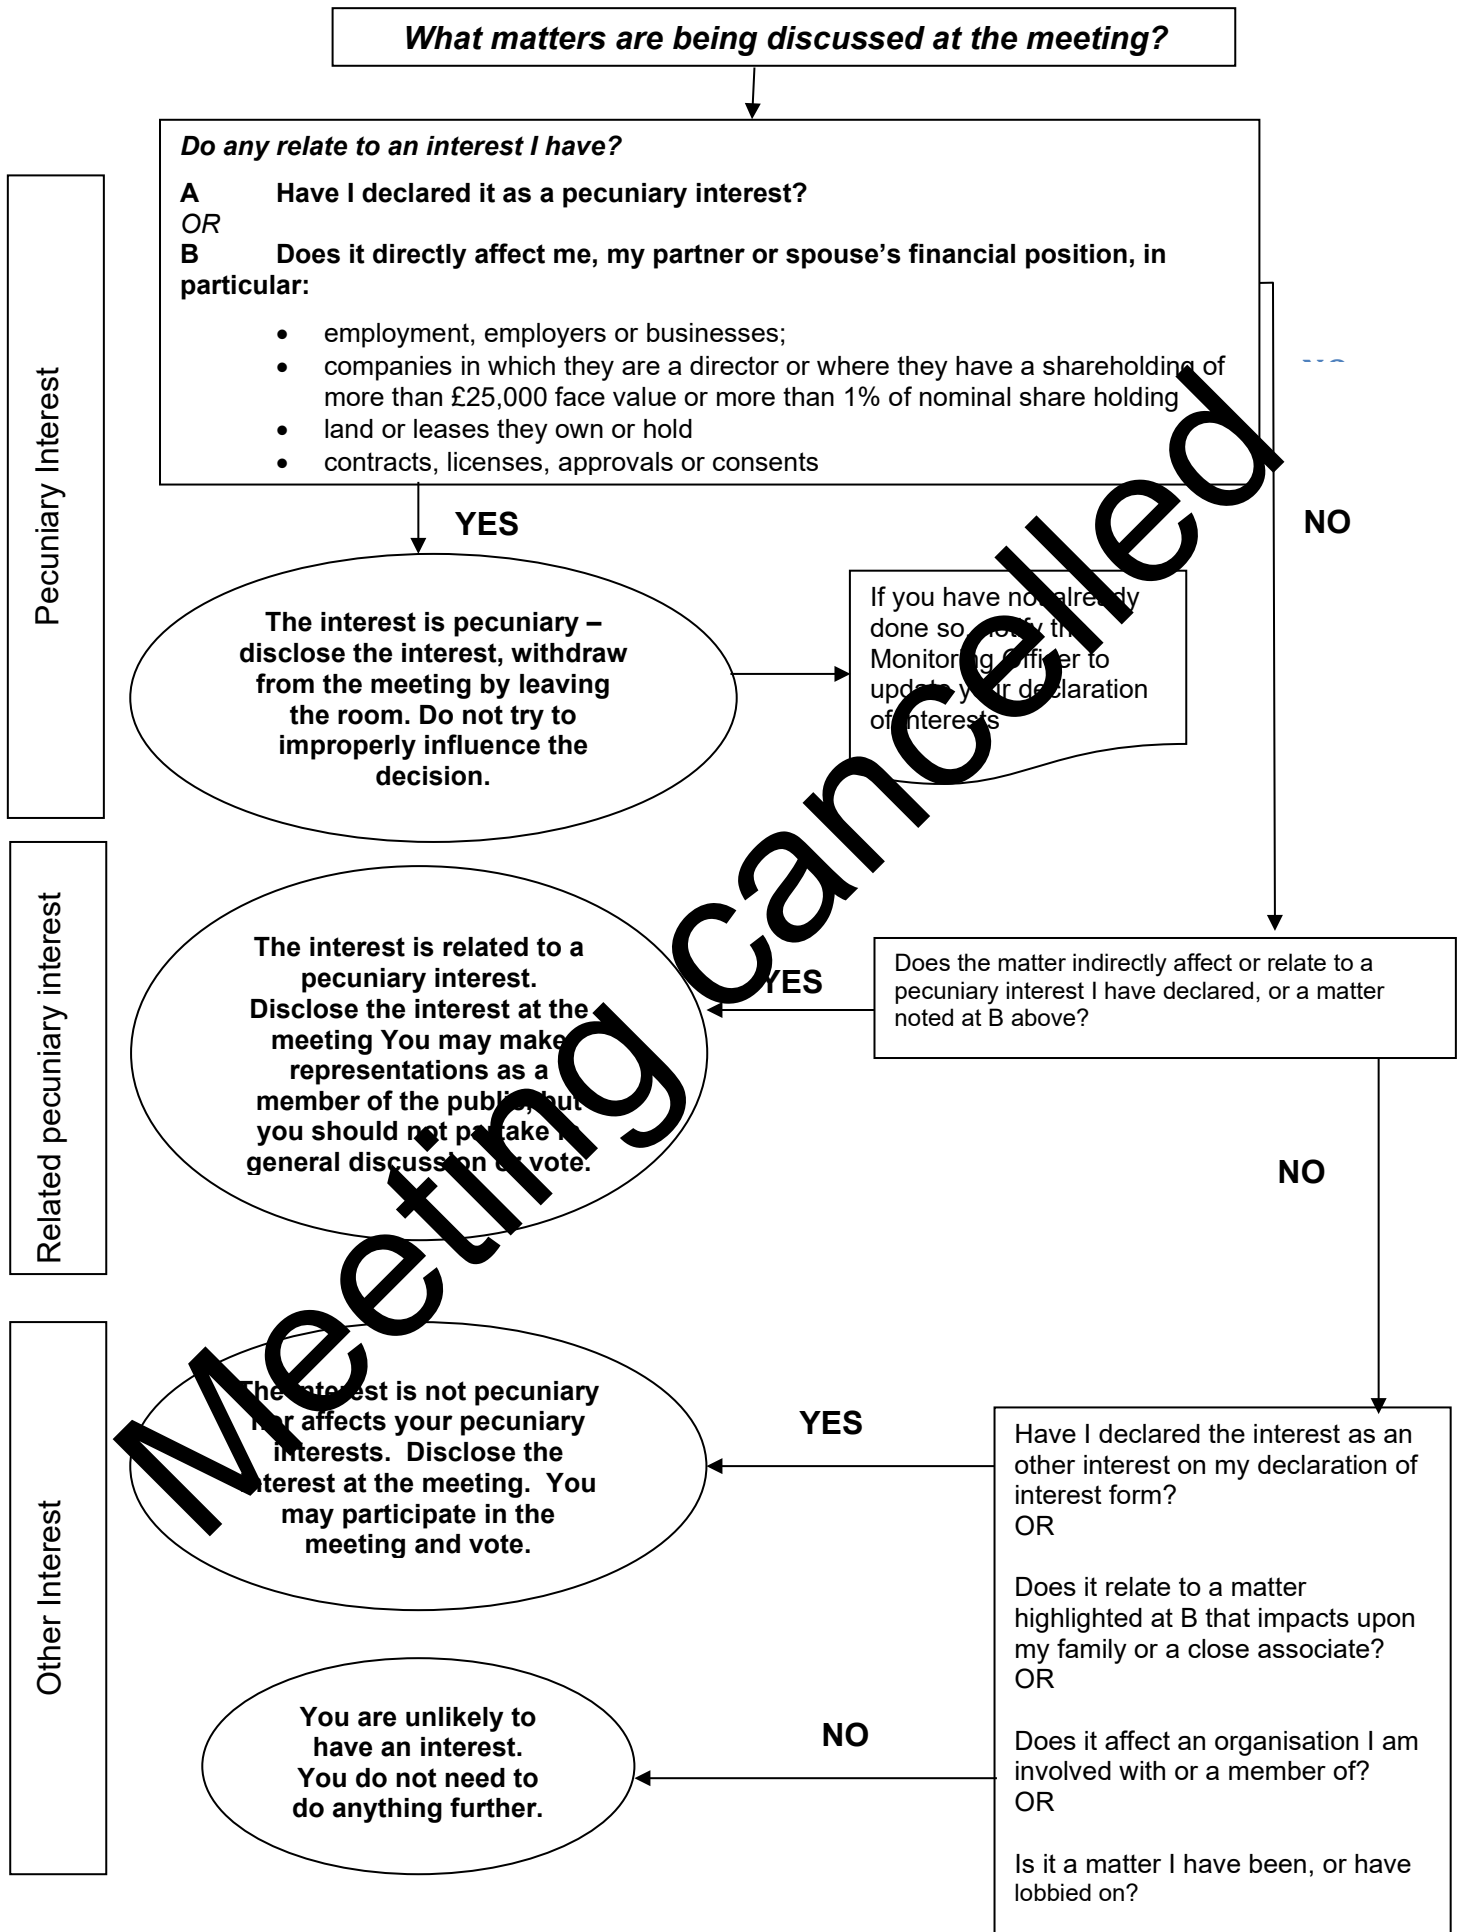 What matters are being discussed at the meeting?
Do any relate to an interest I have?
A Have I declared it as a pecuniary interest?
OR
B Does it directly affect me, my partner or spouse’s financial position, in
particular:
• employment, employers or businesses;
• companies in which they are a director or where they have a shareholding of
more than £25,000 face value or more than 1% of nominal share holding
• land or leases they own or hold
• contracts, licenses, approvals or consents
Pecuniary Interest
YES
NO
The interest is pecuniary –
disclose the interest, withdraw
from the meeting by leaving
the room. Do not try to
improperly influence the
decision.
If you have not already
done so, notify the
Monitoring Officer to
update your declaration
of interests
Related pecuniary interest
The interest is related to a
pecuniary interest.
Disclose the interest at the
meeting You may make
representations as a
member of the public, but
you should not partake in
general discussion or vote.
YES
Does the matter indirectly affect or relate to a
pecuniary interest I have declared, or a matter
noted at B above?
NO
Other Interest
The interest is not pecuniary
nor affects your pecuniary
interests. Disclose the
interest at the meeting. You
may participate in the
meeting and vote.
YES
Have I declared the interest as an
other interest on my declaration of
interest form?
OR
Does it relate to a matter
highlighted at B that impacts upon
my family or a close associate?
OR
Does it affect an organisation I am
involved with or a member of?
OR
Is it a matter I have been, or have
lobbied on?
NO
You are unlikely to
have an interest.
You do not need to
do anything further.
Meeting cancelled